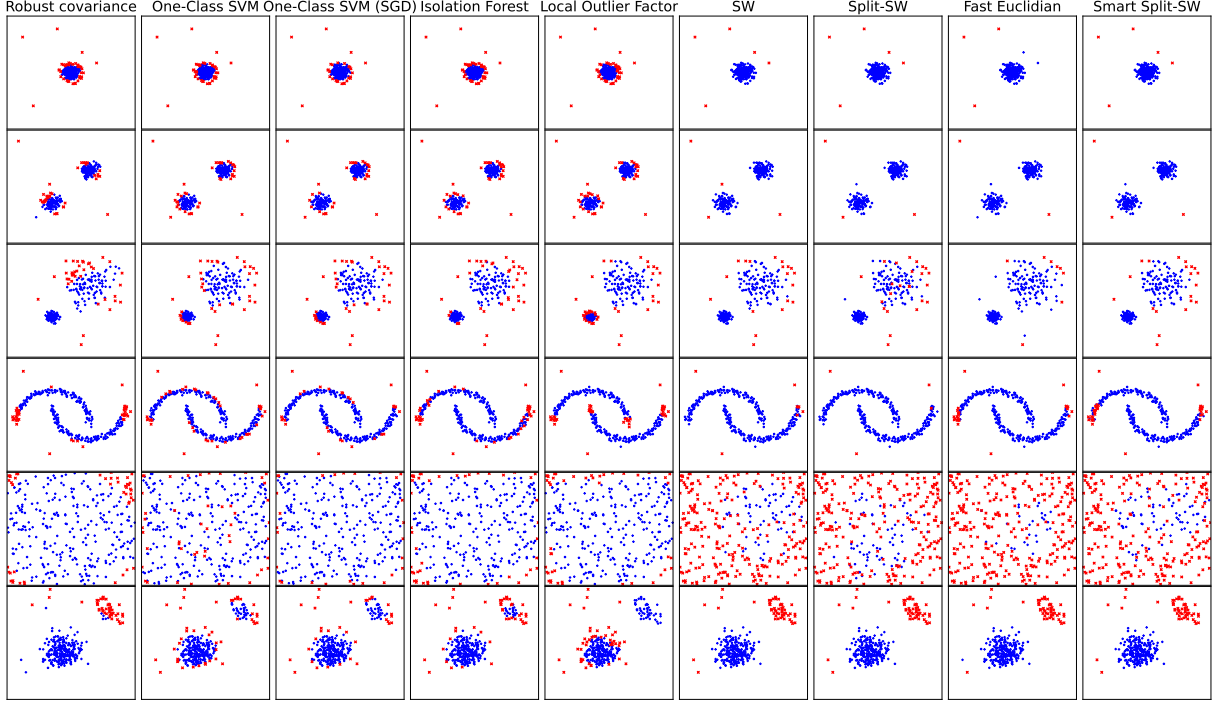 Robust covariance One-Class SVM One-Class SVM (SGD) Isolation Forest Local Outlier Factor SW Split-SW Fast Euclidian Smart Split-SW